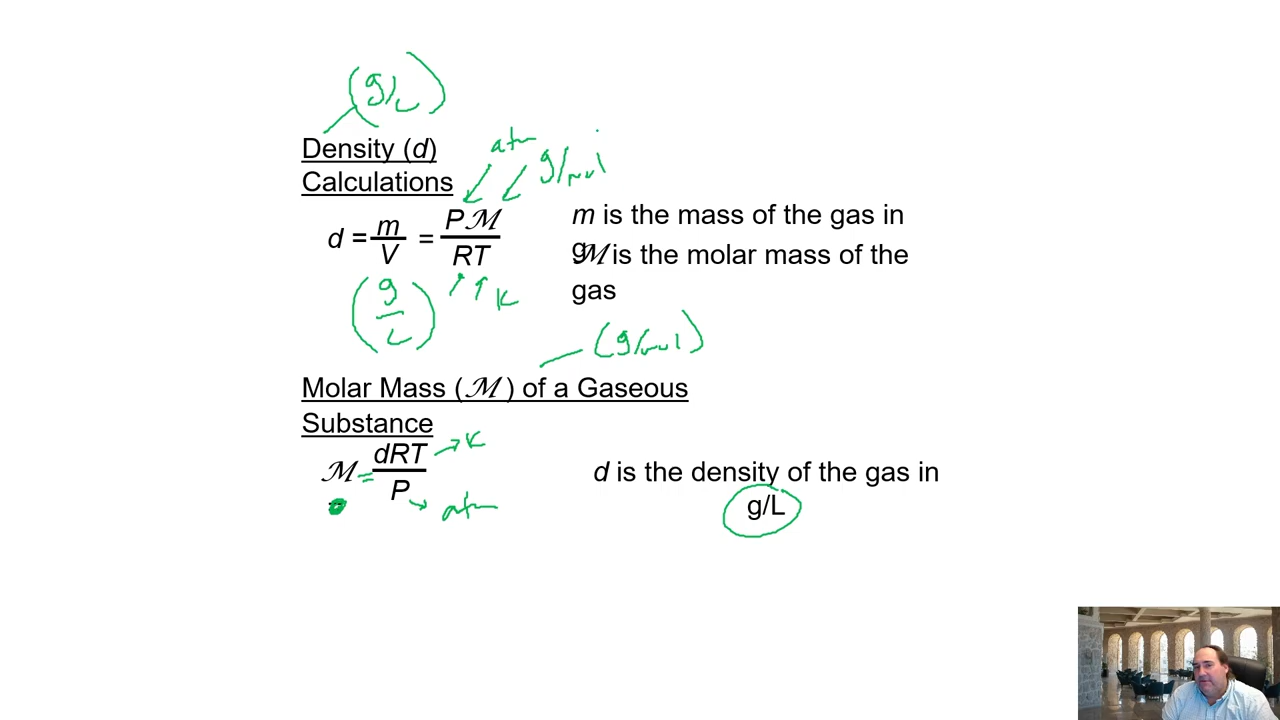 (g/L)
Density (d)
Calculations
atm
g/mol
d = m/V = Pℳ/RT
m is the mass of the gas in
g
ℳ is the molar mass of the
gas
(g/L)
K
(g/mol)
Molar Mass (ℳ) of a Gaseous
Substance
ℳ = dRT/P
K
atm
d is the density of the gas in
g/L